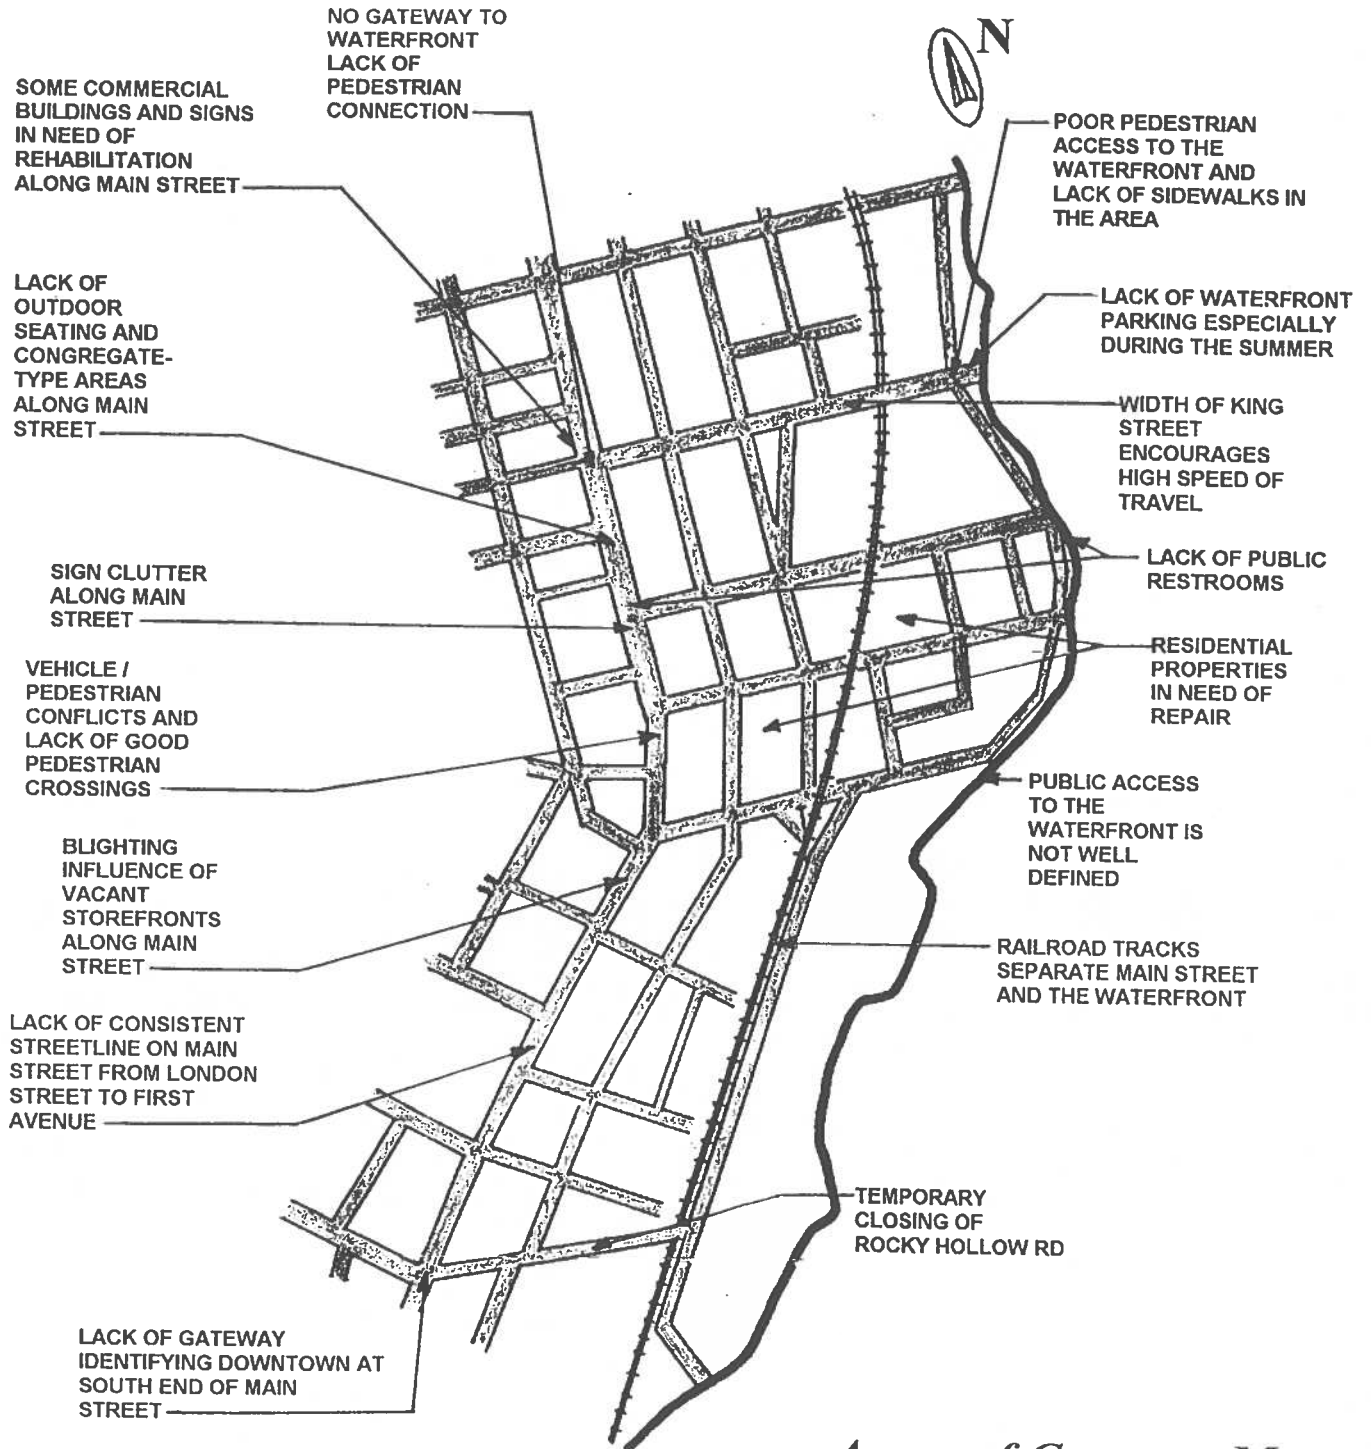 NO GATEWAY TO
WATERFRONT
LACK OF
PEDESTRIAN
CONNECTION
N
SOME COMMERCIAL
BUILDINGS AND SIGNS
IN NEED OF
REHABILITATION
ALONG MAIN STREET
POOR PEDESTRIAN
ACCESS TO THE
WATERFRONT AND
LACK OF SIDEWALKS IN
THE AREA
LACK OF
OUTDOOR
SEATING AND
CONGREGATE-
TYPE AREAS
ALONG MAIN
STREET
LACK OF WATERFRONT
PARKING ESPECIALLY
DURING THE SUMMER
WIDTH OF KING
STREET
ENCOURAGES
HIGH SPEED OF
TRAVEL
SIGN CLUTTER
ALONG MAIN
STREET
LACK OF PUBLIC
RESTROOMS
VEHICLE /
PEDESTRIAN
CONFLICTS AND
LACK OF GOOD
PEDESTRIAN
CROSSINGS
RESIDENTIAL
PROPERTIES
IN NEED OF
REPAIR
PUBLIC ACCESS
TO THE
WATERFRONT IS
NOT WELL
DEFINED
BLIGHTING
INFLUENCE OF
VACANT
STOREFRONTS
ALONG MAIN
STREET
RAILROAD TRACKS
SEPARATE MAIN STREET
AND THE WATERFRONT
LACK OF CONSISTENT
STREETLINE ON MAIN
STREET FROM LONDON
STREET TO FIRST
AVENUE
TEMPORARY
CLOSING OF
ROCKY HOLLOW RD
LACK OF GATEWAY
IDENTIFYING DOWNTOWN AT
SOUTH END OF MAIN
STREET